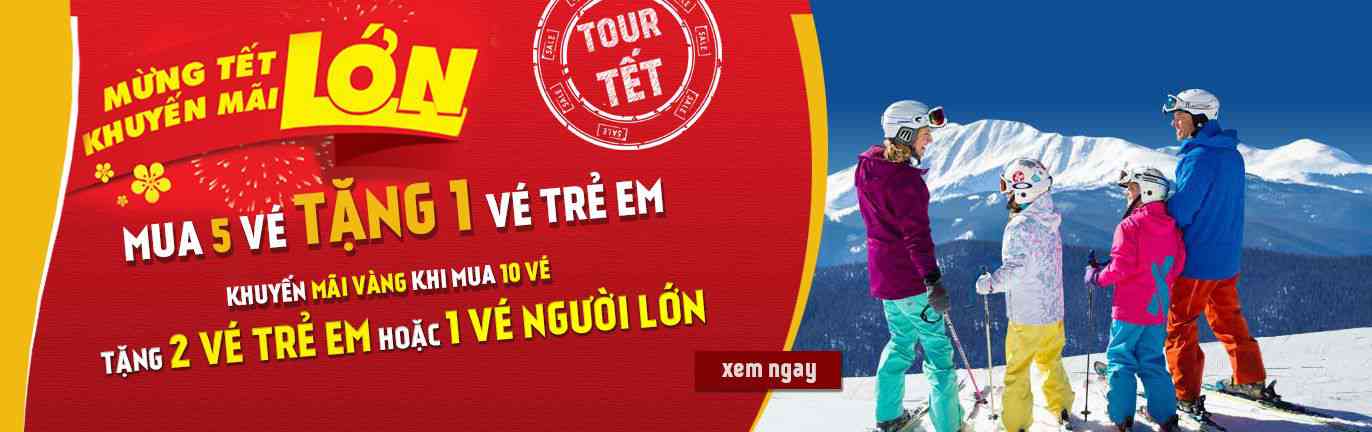 MỪNG TẾT
KHUYẾN MÃI
LỚN
TOUR
TẾT
SALE
SALE
SALE
SALE
SALE
SALE
MUA 5 VÉ TẶNG 1 VÉ TRẺ EM
KHUYẾN MÃI VÀNG KHI MUA 10 VÉ
TẶNG 2 VÉ TRẺ EM HOẶC 1 VÉ NGƯỜI LỚN
xem ngay